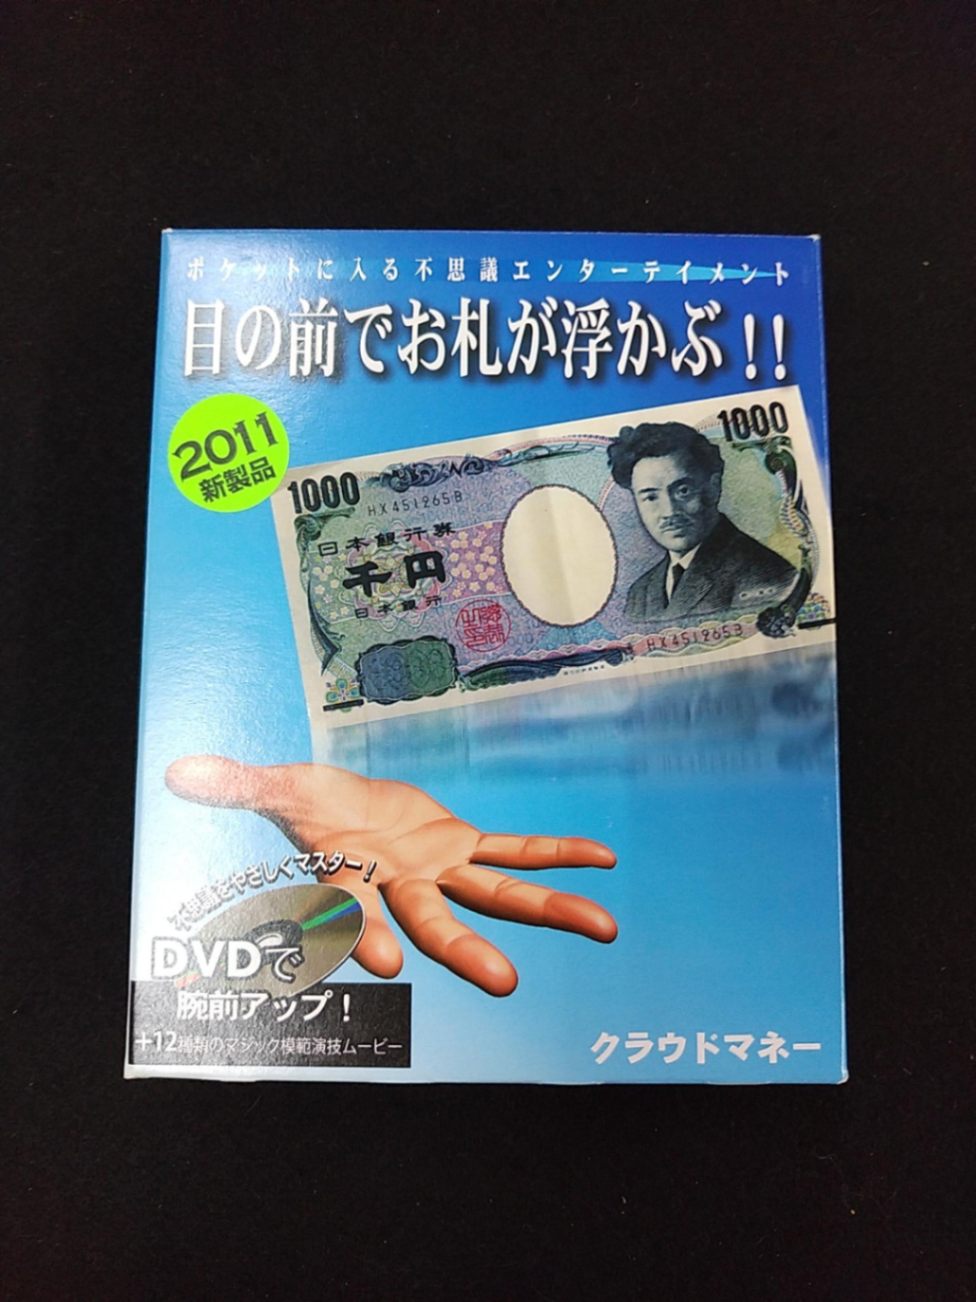 ポケットに入る不思議エンターテイメント
目の前でお札が浮かぶ!!
2011
新製品
1000
1000
HX451265B
日本銀行券
千円
日本銀行
HX451265B
不思議をやさしくマスター!
DVDで
腕前アップ!
+12種類のマジック模範演技ムービー
クラウドマネー